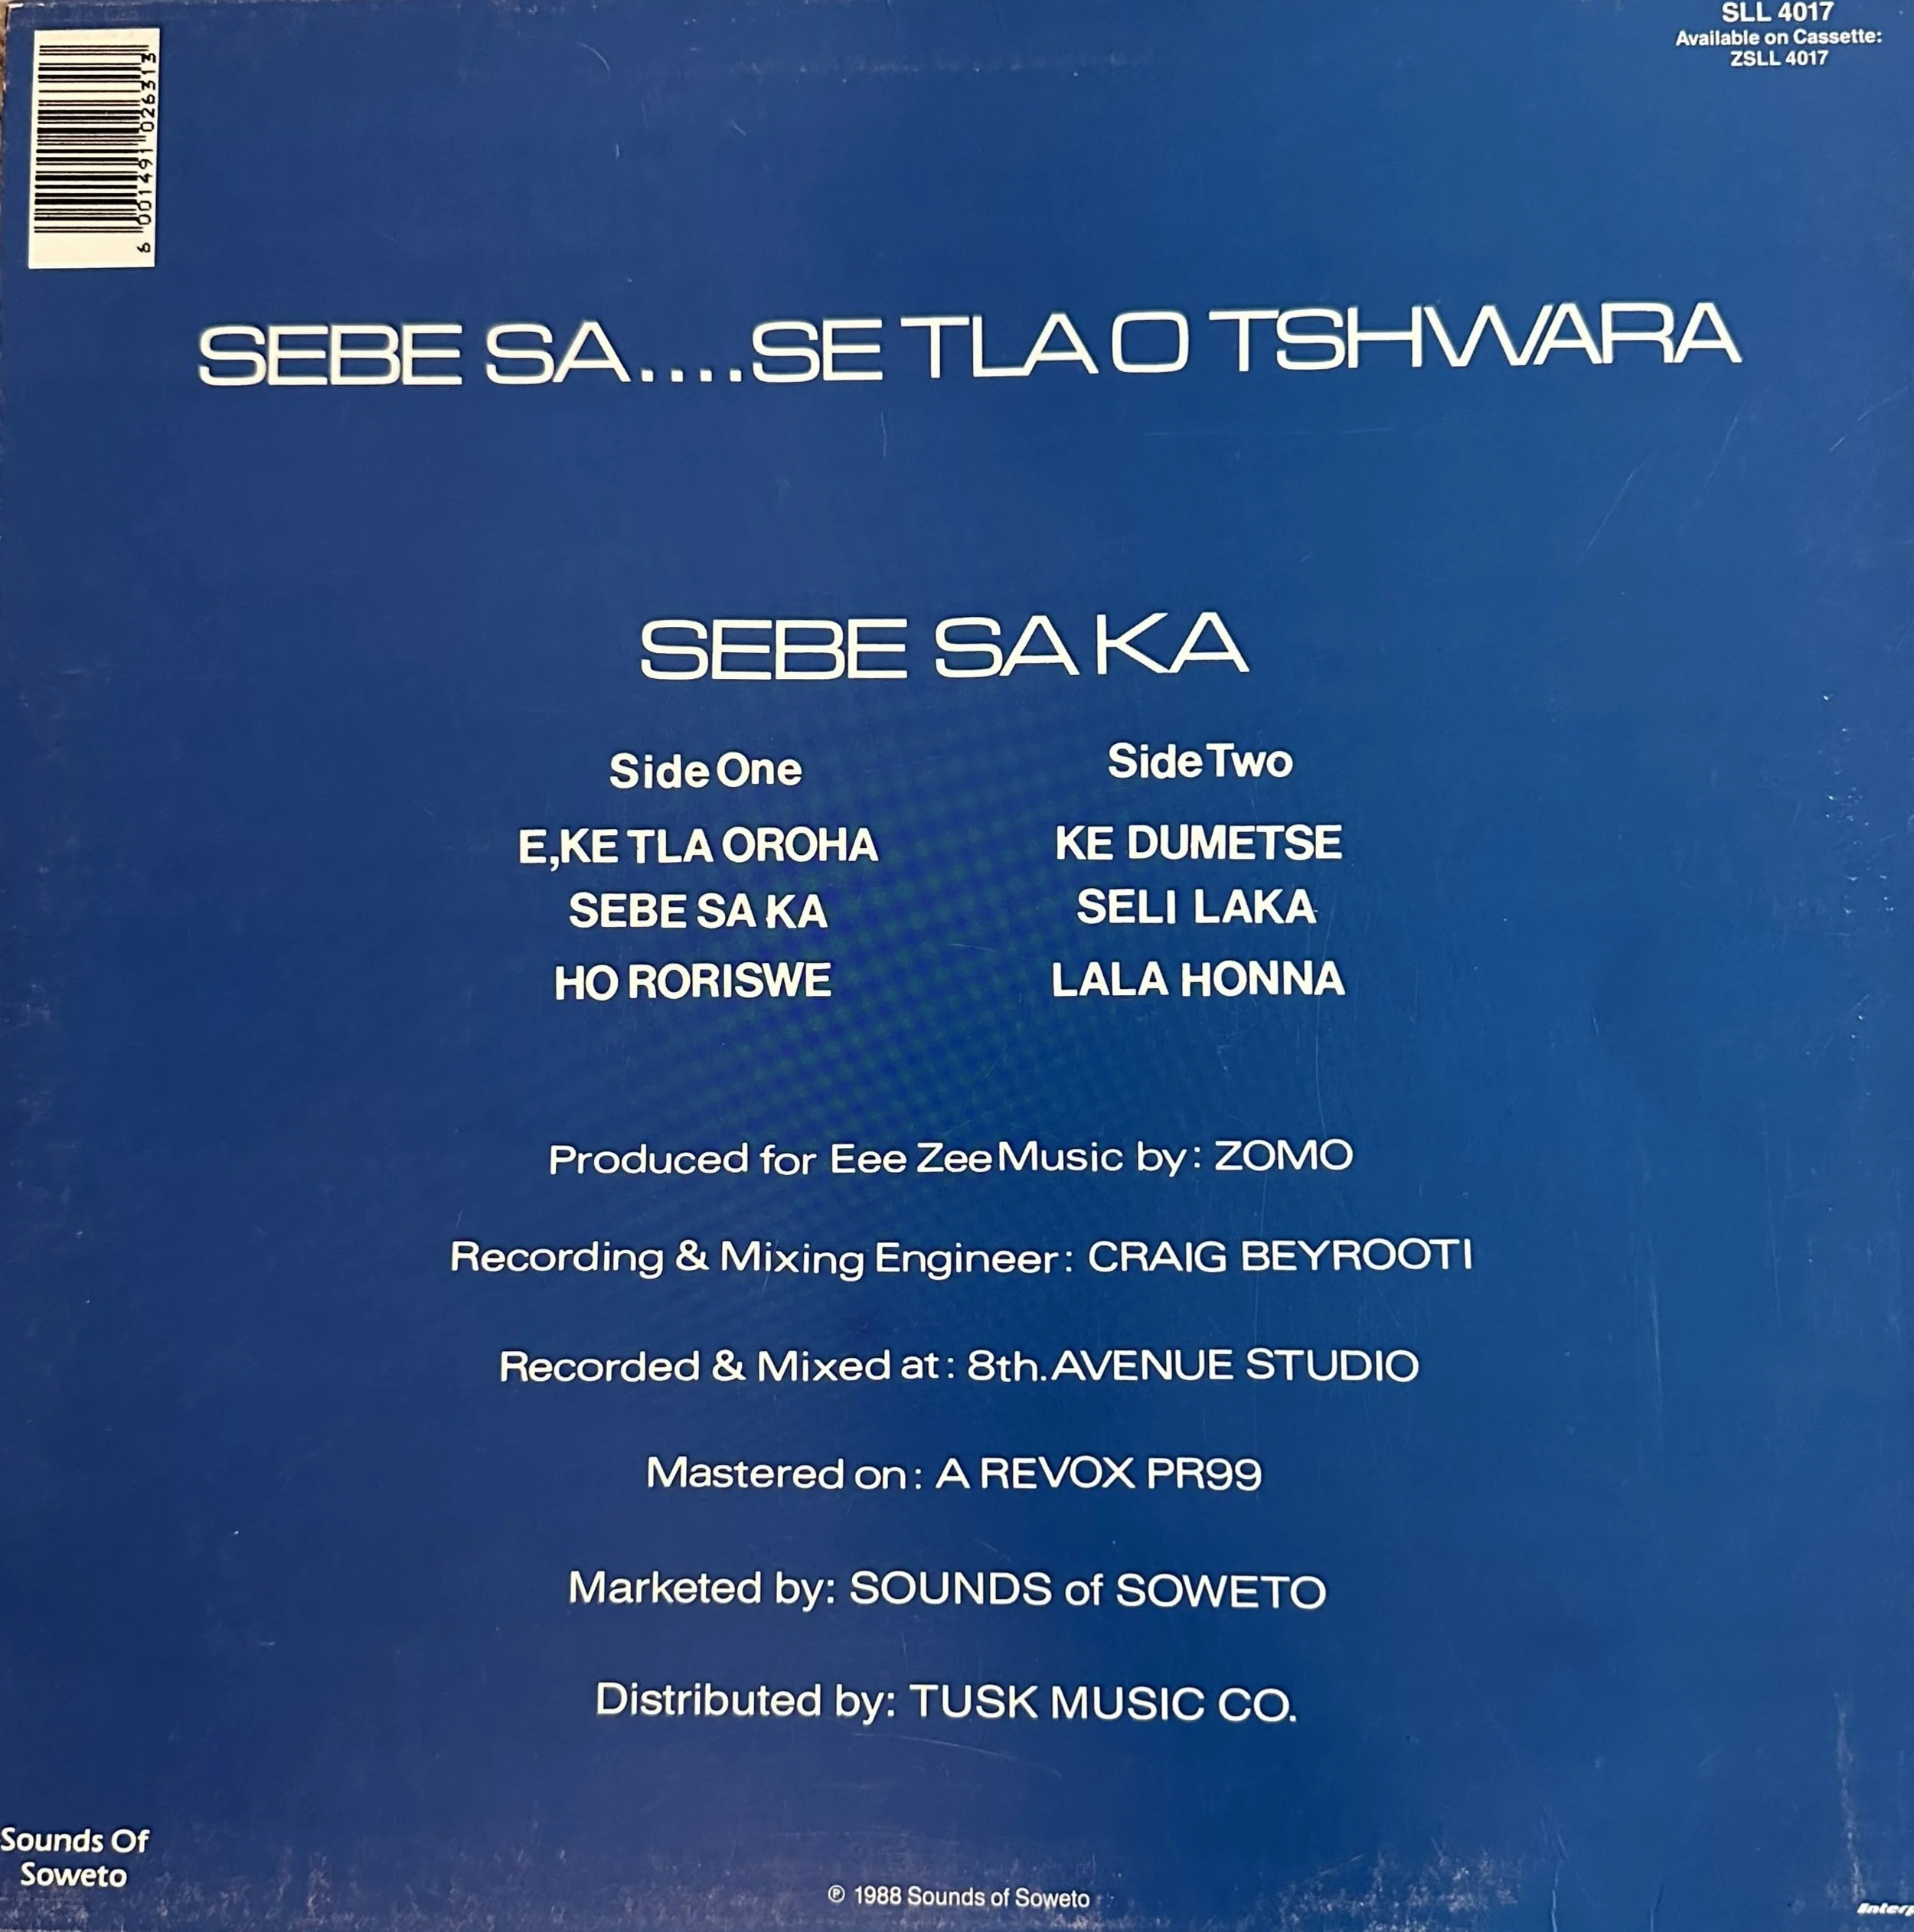 SLL 4017
Available on Cassette:
ZSLL 4017
6 001491 026313
SEBE SA....SE TLA O TSHWARA
SEBE SA KA
Side One
E,KE TLA OROHA
SEBE SA KA
HO RORISWE
Side Two
KE DUMETSE
SELI LAKA
LALA HONNA
Produced for Eee Zee Music by: ZOMO
Recording & Mixing Engineer: CRAIG BEYROOTI
Recorded & Mixed at: 8th. AVENUE STUDIO
Mastered on: A REVOX PR99
Marketed by: SOUNDS of SOWETO
Distributed by: TUSK MUSIC CO.
Sounds Of
Soweto
℗ 1988 Sounds of Soweto